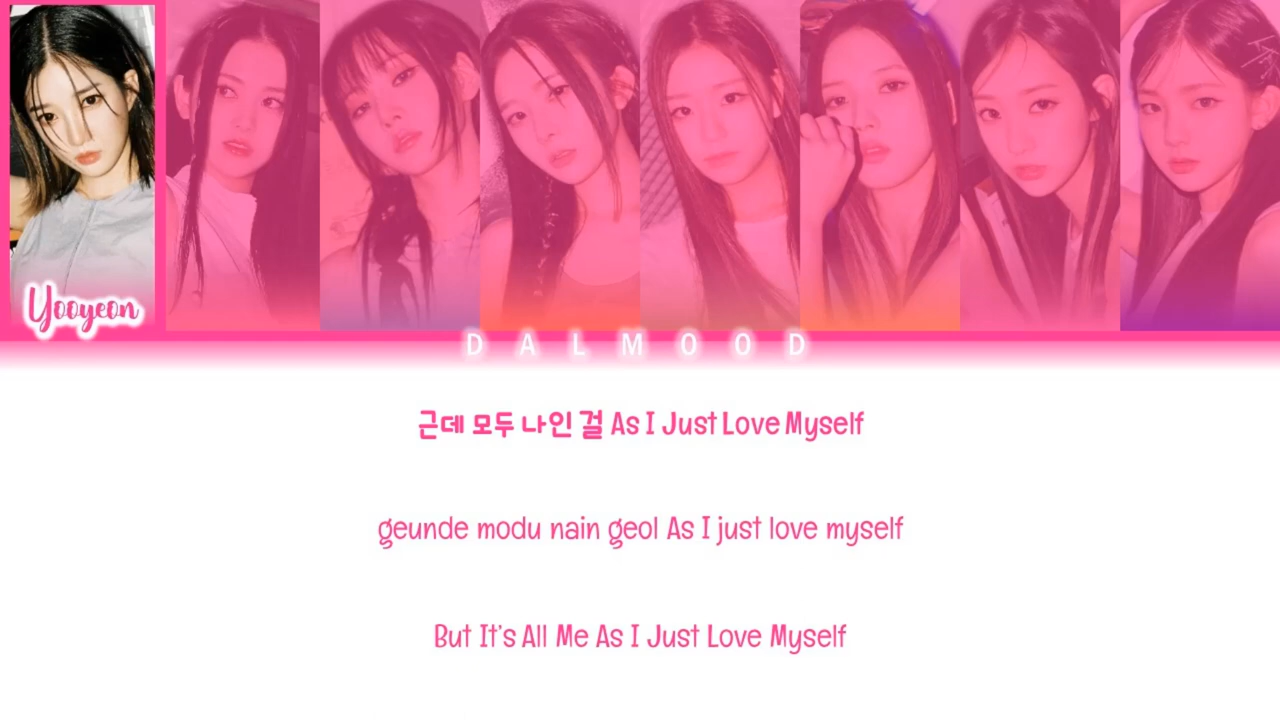 Yooyeon
DALMOOD
근데 모두 나인 걸 As I Just Love Myself
geunde modu nain geol As I just love myself
But It's All Me As I Just Love Myself